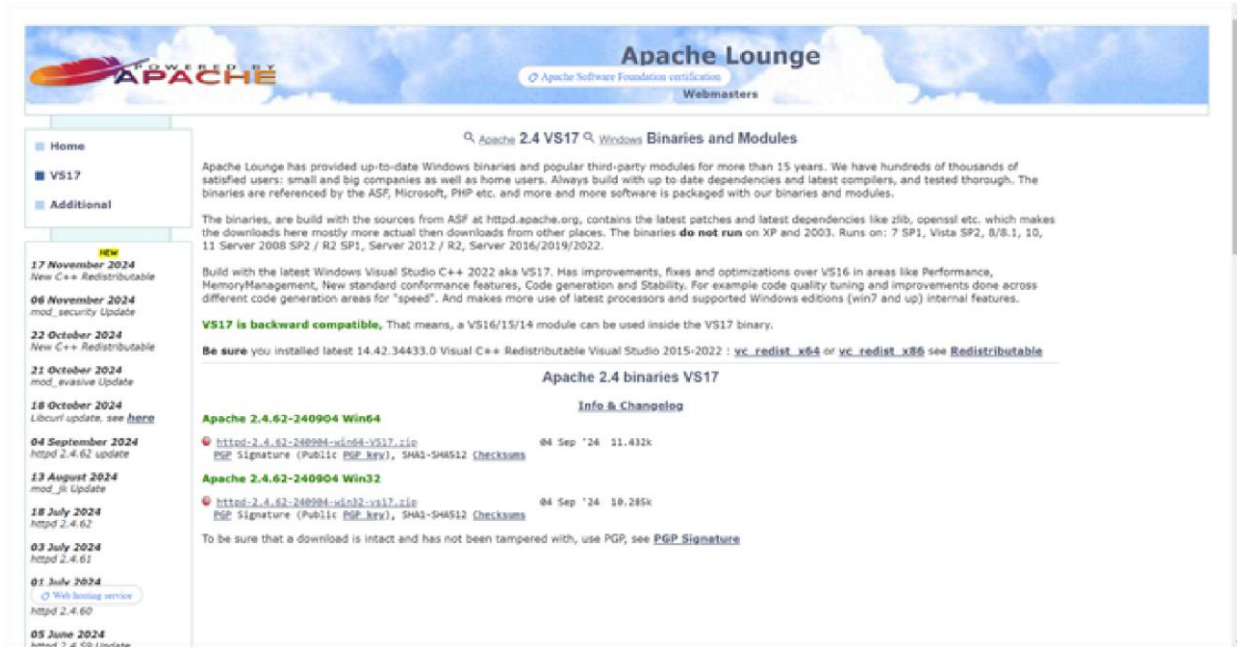 POWERED BY
APACHE
Apache Lounge
Apache Software Foundation certification
Webmasters
Home
VS17
Additional
NEW
17 November 2024
New C++ Redistributable
06 November 2024
mod_security Update
22 October 2024
New C++ Redistributable
21 October 2024
mod_evasive Update
18 October 2024
Libcurl update, see here
04 September 2024
httpd 2.4.62 update
13 August 2024
mod_jk Update
18 July 2024
httpd 2.4.62
03 July 2024
httpd 2.4.61
01 July 2024
Web hosting service
httpd 2.4.60
05 June 2024
httpd 2.4.59 Update
Apache 2.4 VS17 Windows Binaries and Modules
Apache Lounge has provided up-to-date Windows binaries and popular third-party modules for more than 15 years. We have hundreds of thousands of
satisfied users: small and big companies as well as home users. Always build with up to date dependencies and latest compilers, and tested thorough. The
binaries are referenced by the ASF, Microsoft, PHP etc. and more and more software is packaged with our binaries and modules.
The binaries, are build with the sources from ASF at httpd.apache.org, contains the latest patches and latest dependencies like zlib, openssl etc. which makes
the downloads here mostly more actual then downloads from other places. The binaries do not run on XP and 2003. Runs on: 7 SP1, Vista SP2, 8/8.1, 10,
11 Server 2008 SP2 / R2 SP1, Server 2012 / R2, Server 2016/2019/2022.
Build with the latest Windows Visual Studio C++ 2022 aka VS17. Has improvements, fixes and optimizations over VS16 in areas like Performance,
MemoryManagement, New standard conformance features, Code generation and Stability. For example code quality tuning and improvements done across
different code generation areas for "speed". And makes more use of latest processors and supported Windows editions (win7 and up) internal features.
VS17 is backward compatible, That means, a VS16/15/14 module can be used inside the VS17 binary.
Be sure you installed latest 14.42.34433.0 Visual C++ Redistributable Visual Studio 2015-2022 : vc_redist_x64 or vc_redist_x86 see Redistributable
Apache 2.4 binaries VS17
Info & Changelog
Apache 2.4.62-240904 Win64
httpd-2.4.62-240904-win64-VS17.zip 04 Sep '24 11.432k
PGP Signature (Public PGP key), SHA1-SHA512 Checksums
Apache 2.4.62-240904 Win32
httpd-2.4.62-240904-win32-vs17.zip 04 Sep '24 10.285k
PGP Signature (Public PGP key), SHA1-SHA512 Checksums
To be sure that a download is intact and has not been tampered with, use PGP, see PGP Signature